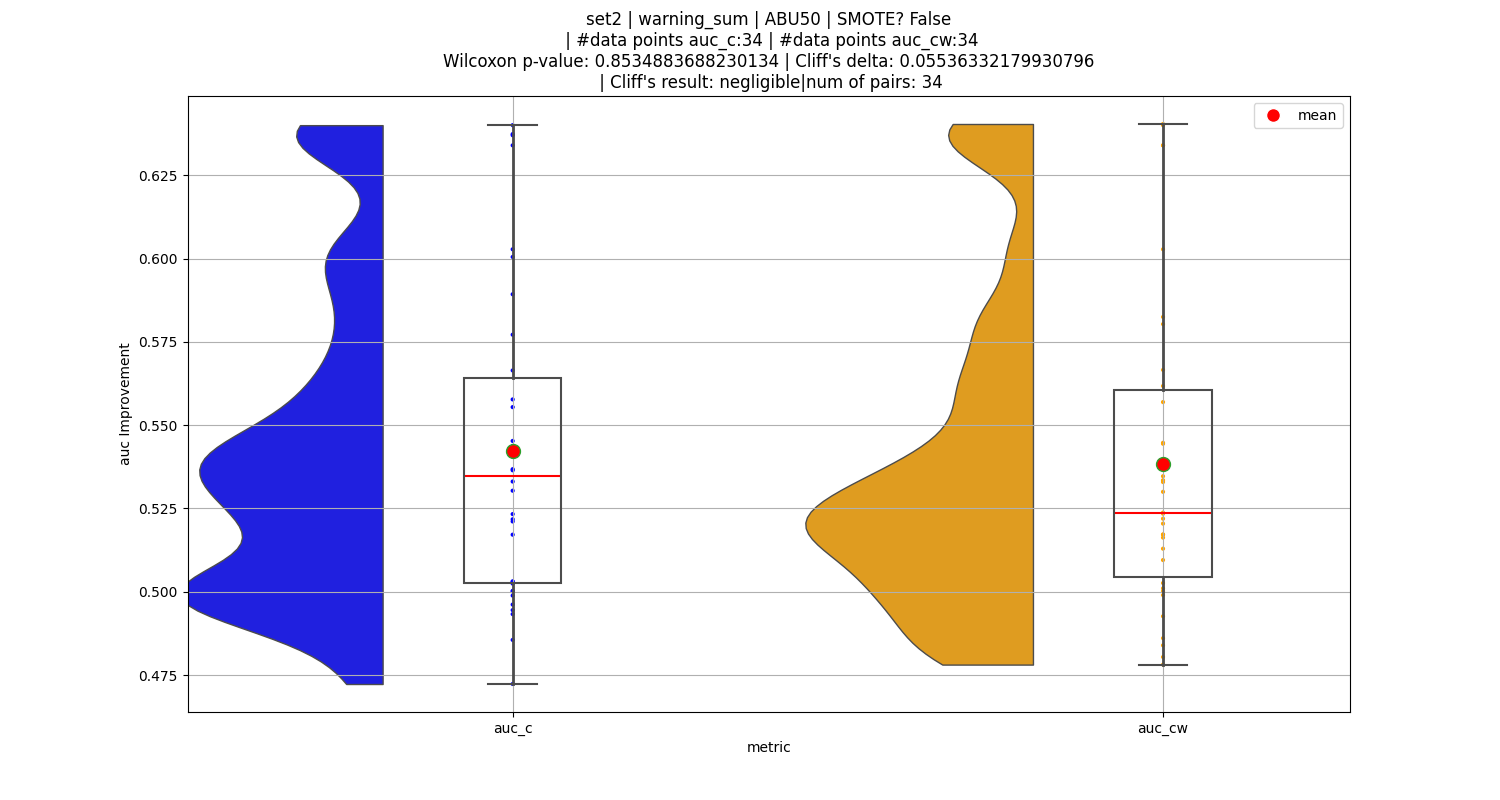 set2 | warning_sum | ABU50 | SMOTE? False
| #data points auc_c:34 | #data points auc_cw:34
Wilcoxon p-value: 0.8534883688230134 | Cliff's delta: 0.05536332179930796
| Cliff's result: negligible|num of pairs: 34
mean
0.625
0.600
0.575
0.550
0.525
0.500
0.475
auc Improvement
auc_c
auc_cw
metric